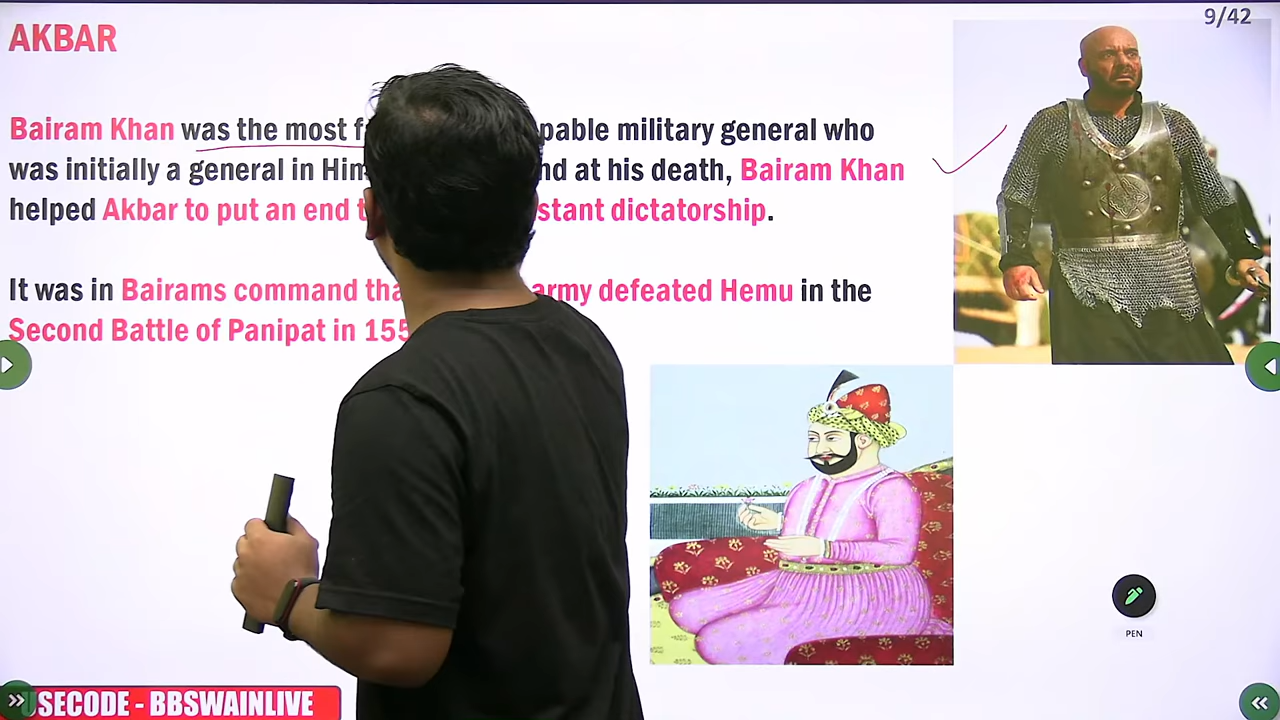 AKBAR
9/42
Bairam Khan was the most f pable military general who
was initially a general in Him nd at his death, Bairam Khan
helped Akbar to put an end t stant dictatorship.
It was in Bairams command tha army defeated Hemu in the
Second Battle of Panipat in 155
PEN
USECODE - BBSWAINLIVE